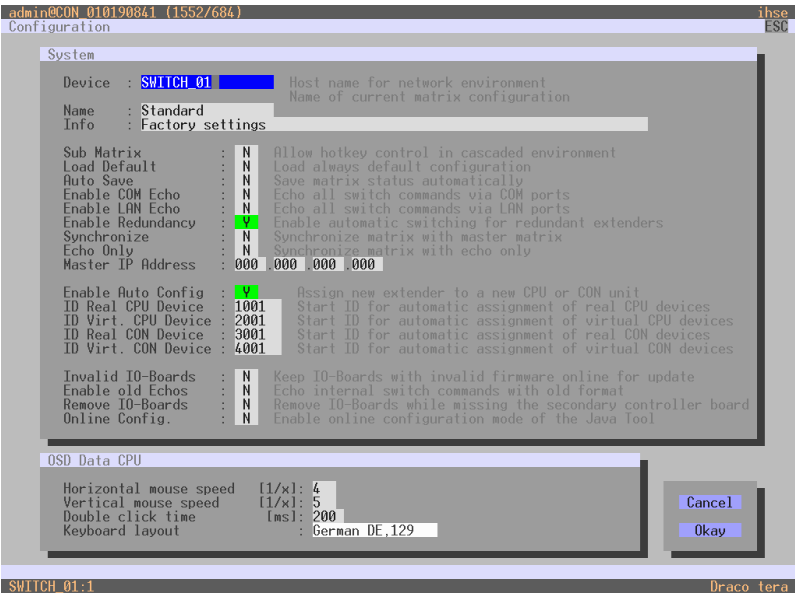 admin@CON_010190841 (1552/684) ihse
Configuration ESC
System
Device : SWITCH_01 Host name for network environment
Name of current matrix configuration
Name : Standard
Info : Factory settings
Sub Matrix : N Allow hotkey control in cascaded environment
Load Default : N Load always default configuration
Auto Save : N Save matrix status automatically
Enable COM Echo : N Echo all switch commands via COM ports
Enable LAN Echo : N Echo all switch commands via LAN ports
Enable Redundancy : Y Enable automatic switching for redundant extenders
Synchronize : N Synchronize matrix with master matrix
Echo Only : N Synchronize matrix with echo only
Master IP Address : 000 .000 .000 .000
Enable Auto Config : Y Assign new extender to a new CPU or CON unit
ID Real CPU Device : 1001 Start ID for automatic assignment of real CPU devices
ID Virt. CPU Device : 2001 Start ID for automatic assignment of virtual CPU devices
ID Real CON Device : 3001 Start ID for automatic assignment of real CON devices
ID Virt. CON Device : 4001 Start ID for automatic assignment of virtual CON devices
Invalid IO-Boards : N Keep IO-Boards with invalid firmware online for update
Enable old Echos : N Echo internal switch commands with old format
Remove IO-Boards : N Remove IO-Boards while missing the secondary controller board
Online Config. : N Enable online configuration mode of the Java Tool
OSD Data CPU
Horizontal mouse speed [1/x]: 4
Vertical mouse speed [1/x]: 5
Double click time [ms]: 200
Keyboard layout : German DE,129
Cancel
Okay
SWITCH_01:1 Draco tera